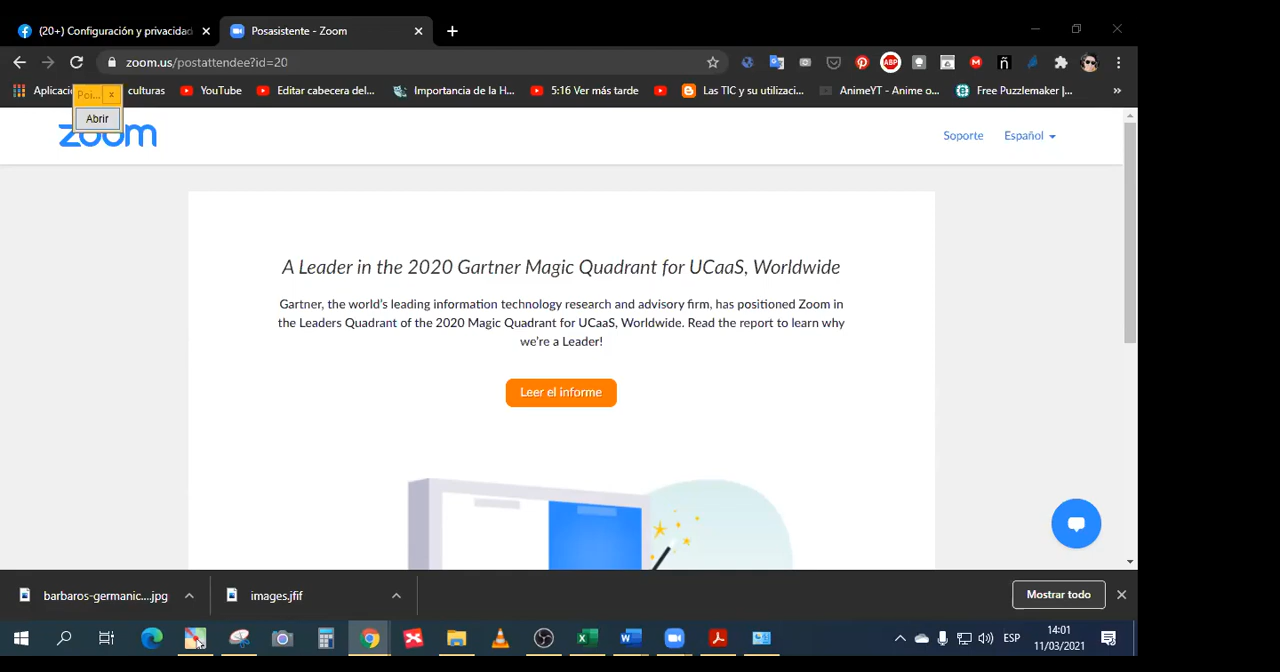 (20+) Configuración y privacidad
Posasistente - Zoom
zoom.us/postattendee?id=20
ABP
ñ
culturas
YouTube
Editar cabecera del...
Importancia de la H...
5:16 Ver más tarde
Las TIC y su utilizaci...
AnimeYT - Anime o...
Free Puzzlemaker |...
»
Abrir
zoom
Soporte
Español
A Leader in the 2020 Gartner Magic Quadrant for UCaaS, Worldwide
Gartner, the world's leading information technology research and advisory firm, has positioned Zoom in
the Leaders Quadrant of the 2020 Magic Quadrant for UCaaS, Worldwide. Read the report to learn why
we're a Leader!
Leer el informe
barbaros-germanic....jpg
images.jfif
Mostrar todo
ESP
14:01
11/03/2021